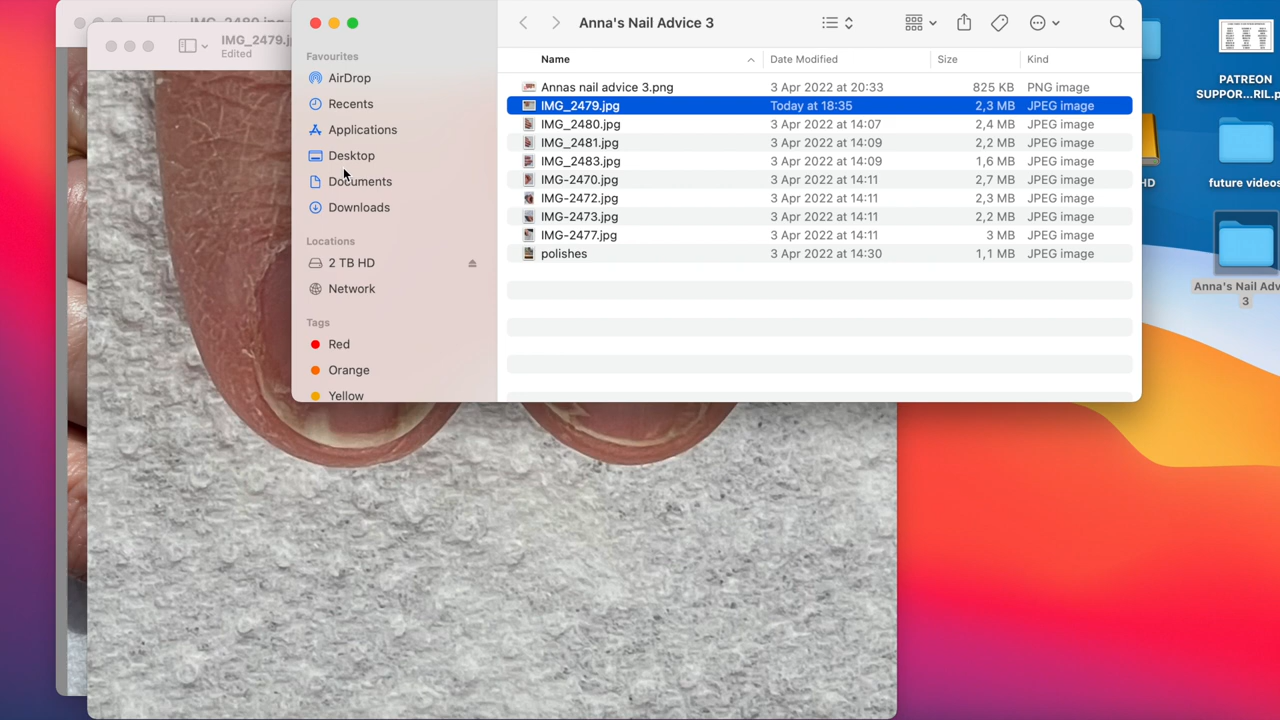 IMG_2479.j
Edited
Anna's Nail Advice 3
Favourites
AirDrop
Recents
Applications
Desktop
Documents
Downloads
Locations
2 TB HD
Network
Tags
Red
Orange
Yellow
Name Date Modified Size Kind
Annas nail advice 3.png 3 Apr 2022 at 20:33 825 KB PNG image
IMG_2479.jpg Today at 18:35 2,3 MB JPEG image
IMG_2480.jpg 3 Apr 2022 at 14:07 2,4 MB JPEG image
IMG_2481.jpg 3 Apr 2022 at 14:09 2,2 MB JPEG image
IMG_2483.jpg 3 Apr 2022 at 14:09 1,6 MB JPEG image
IMG-2470.jpg 3 Apr 2022 at 14:11 2,7 MB JPEG image
IMG-2472.jpg 3 Apr 2022 at 14:11 2,3 MB JPEG image
IMG-2473.jpg 3 Apr 2022 at 14:11 2,2 MB JPEG image
IMG-2477.jpg 3 Apr 2022 at 14:11 3 MB JPEG image
polishes 3 Apr 2022 at 14:30 1,1 MB JPEG image
PATREON
SUPPOR...RIL.p
HD
future videos
Anna's Nail Adv
3